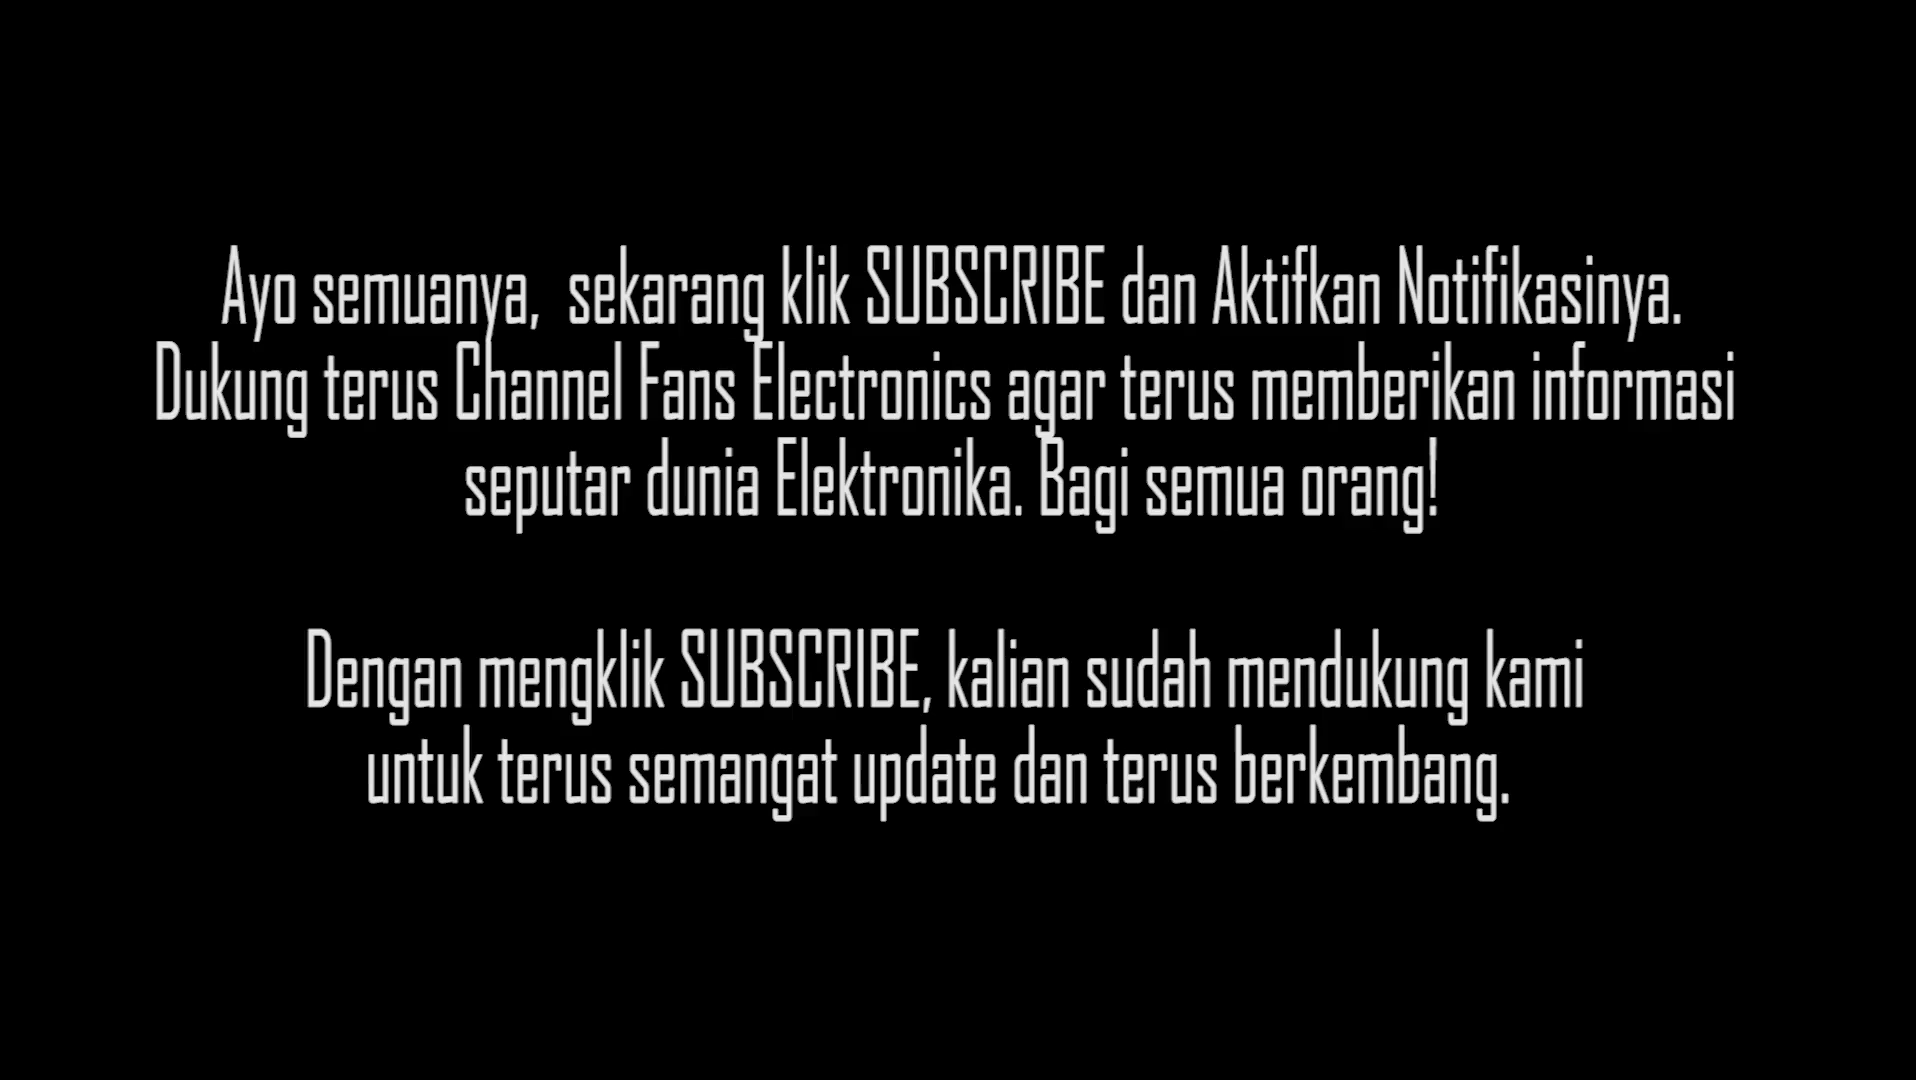 Ayo semuanya,  sekarang klik SUBSCRIBE dan Aktifkan Notifikasinya.
Dukung terus Channel Fans Electronics agar terus memberikan informasi
seputar dunia Elektronika. Bagi semua orang!
Dengan mengklik SUBSCRIBE, kalian sudah mendukung kami
untuk terus semangat update dan terus berkembang.